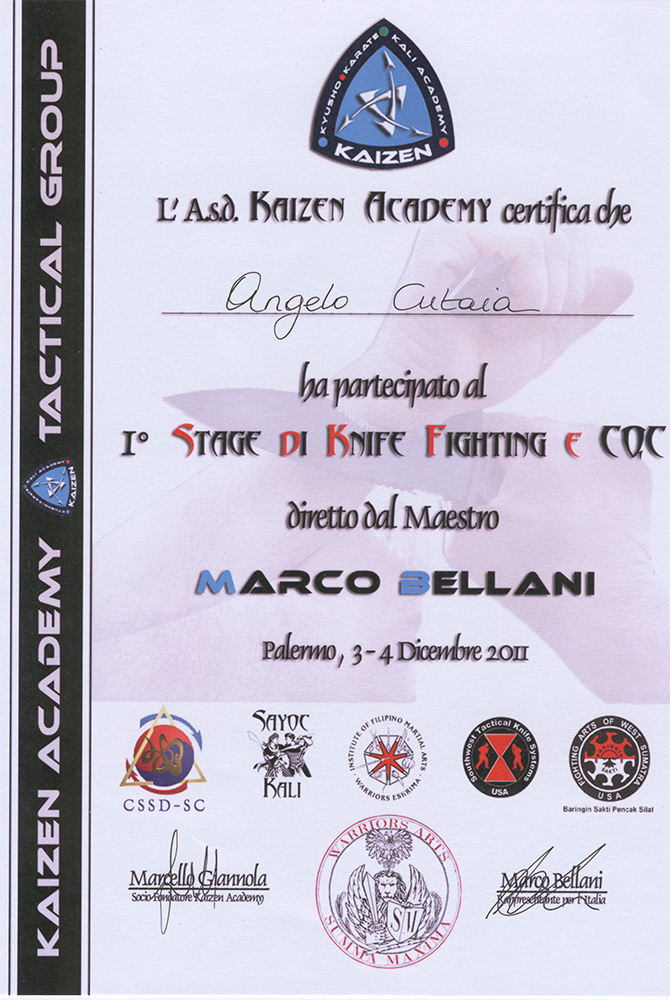 KYUSHO KARATE KALI ACADEMY
KAIZEN
L' A.s.d. KAIZEN ACADEMY certifica che
Angelo Cutaia
ha partecipato al
I° STAGE DI KNIFE FIGHTING E CQC
diretto dal Maestro
MARCO BELLANI
Palermo, 3 - 4 Dicembre 2011
KAIZEN ACADEMY TACTICAL GROUP
KAIZEN
CSSD-SC
SAYOC
KALI
INSTITUTE OF FILIPINO MARTIAL ARTS
WARRIORS ESKRIMA
Southwest Tactical Knife Systems
USA
FIGHTING ARTS OF WEST SUMATRA
USA
SAKTI
Baringin Sakti Pencak Silat
Marcello Giannola
Socio Fondatore Kaizen Academy
WARRIORS ARTS
SUMMA MAXIMA
S M
Marco Bellani
Rappresentante per l'Italia